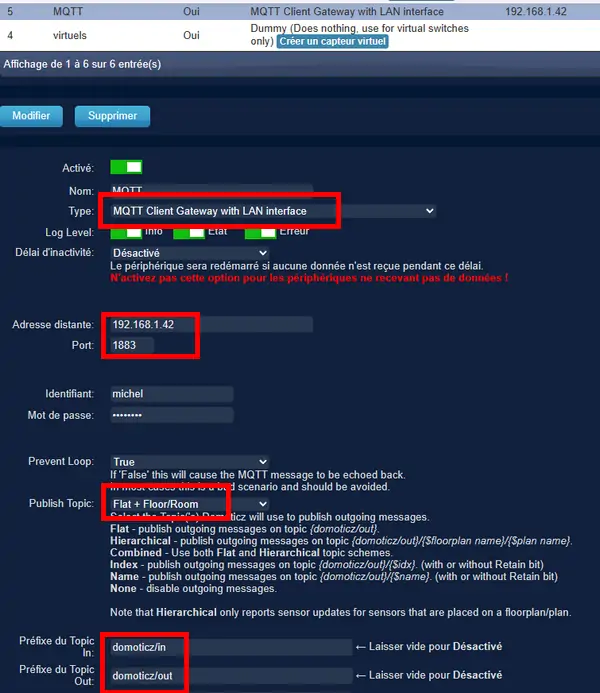 5 MQTT Oui MQTT Client Gateway with LAN interface 192.168.1.42
4 virtuels Oui Dummy (Does nothing, use for virtual switches
only) Créer un capteur virtuel
Affichage de 1 à 6 sur 6 entrée(s)
Modifier Supprimer
Activé:
Nom: MQTT
Type: MQTT Client Gateway with LAN interface
Log Level: Info Etat Erreur
Délai d'inactivité: Désactivé
Le périphérique sera redémarré si aucune donnée n'est reçue pendant ce délai.
N'activez pas cette option pour les périphériques ne recevant pas de données !
Adresse distante: 192.168.1.42
Port: 1883
Identifiant: michel
Mot de passe: ••••••••
Prevent Loop: True
If 'False' this will cause the MQTT message to be echoed back.
In most cases this is a bad scenario and should be avoided.
Publish Topic: Flat + Floor/Room
Select the Topic('s) Domoticz will use to publish outgoing messages.
Flat - publish outgoing messages on topic {domoticz/out}.
Hierarchical - publish outgoing messages on topic {domoticz/out}/{$floorplan name}/{$plan name}.
Combined - Use both Flat and Hierarchical topic schemes.
Index - publish outgoing messages on topic {domoticz/out}/{$idx}. (with or without Retain bit)
Name - publish outgoing messages on topic {domoticz/out}/{$name}. (with or without Retain bit)
None - disable outgoing messages.
Note that Hierarchical only reports sensor updates for sensors that are placed on a floorplan/plan.
Préfixe du Topic
In: domoticz/in ← Laisser vide pour Désactivé
Préfixe du Topic
Out: domoticz/out ← Laisser vide pour Désactivé